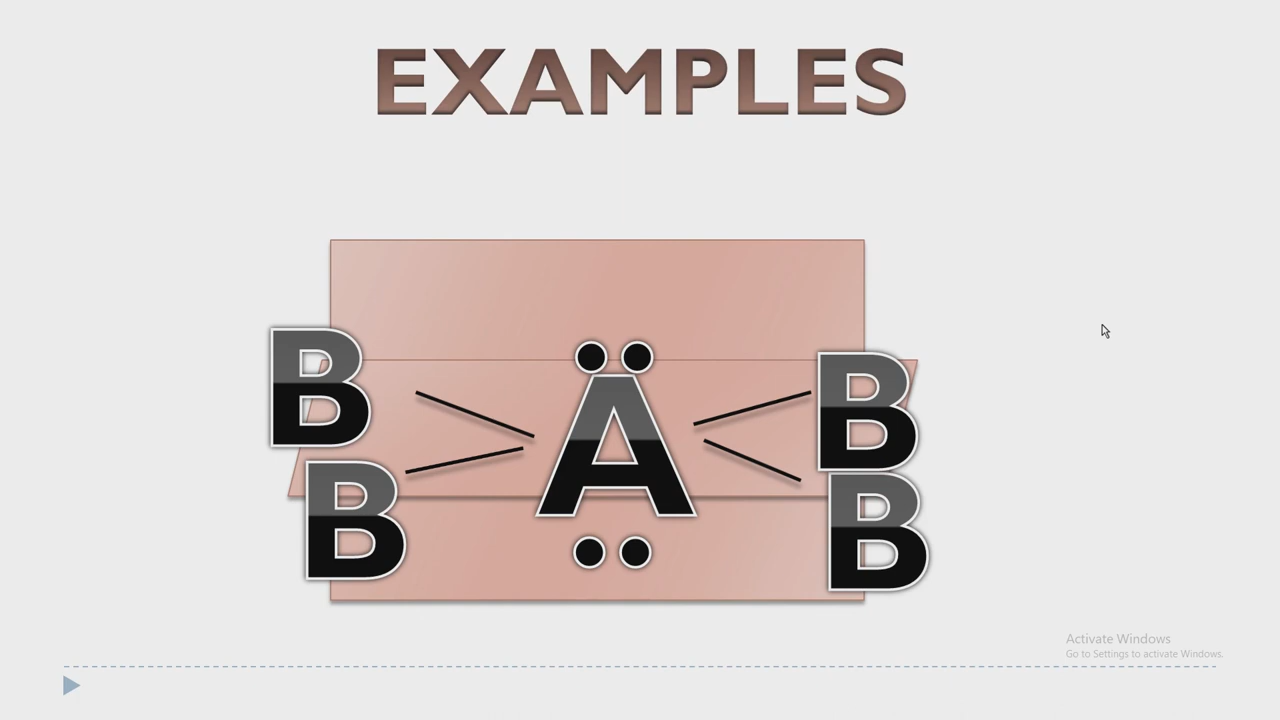 EXAMPLES
B Ä B
B B
Activate Windows
Go to Settings to activate Windows.